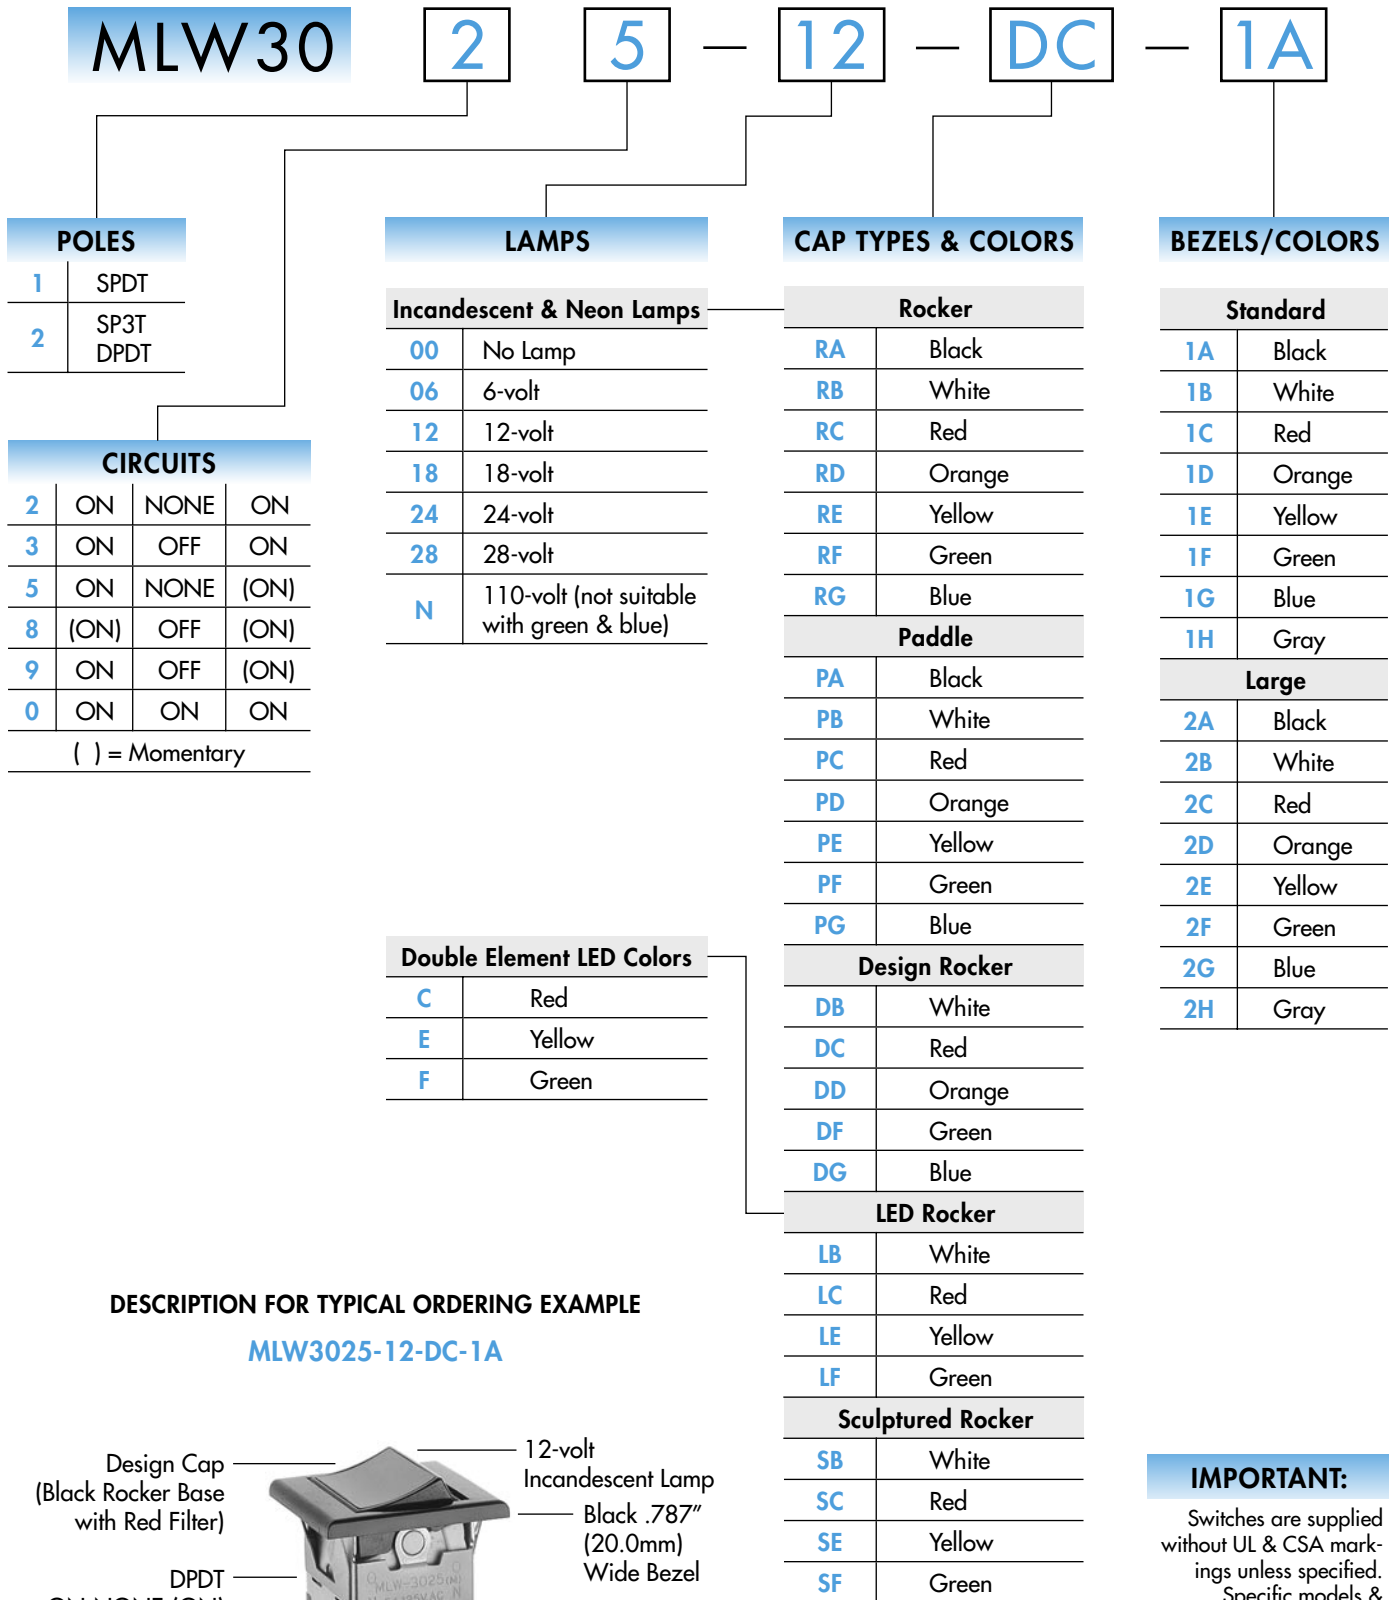 MLW30 2 5 — 12 — DC — 1A
POLES
1 SPDT
2 SP3T
DPDT
CIRCUITS
2 ON NONE ON
3 ON OFF ON
5 ON NONE (ON)
8 (ON) OFF (ON)
9 ON OFF (ON)
0 ON ON ON
( ) = Momentary
LAMPS
Incandescent & Neon Lamps
00 No Lamp
06 6-volt
12 12-volt
18 18-volt
24 24-volt
28 28-volt
N 110-volt (not suitable
with green & blue)
Double Element LED Colors
C Red
E Yellow
F Green
CAP TYPES & COLORS
Rocker
RA Black
RB White
RC Red
RD Orange
RE Yellow
RF Green
RG Blue
Paddle
PA Black
PB White
PC Red
PD Orange
PE Yellow
PF Green
PG Blue
Design Rocker
DB White
DC Red
DD Orange
DF Green
DG Blue
LED Rocker
LB White
LC Red
LE Yellow
LF Green
Sculptured Rocker
SB White
SC Red
SE Yellow
SF Green
BEZELS/COLORS
Standard
1A Black
1B White
1C Red
1D Orange
1E Yellow
1F Green
1G Blue
1H Gray
Large
2A Black
2B White
2C Red
2D Orange
2E Yellow
2F Green
2G Blue
2H Gray
DESCRIPTION FOR TYPICAL ORDERING EXAMPLE
MLW3025-12-DC-1A
Design Cap
(Black Rocker Base
with Red Filter)
DPDT
ON-NONE-(ON)
12-volt
Incandescent Lamp
Black .787"
(20.0mm)
Wide Bezel
MLW-3025
IMPORTANT:
Switches are supplied
without UL & CSA mark-
ings unless specified.
Specific models &